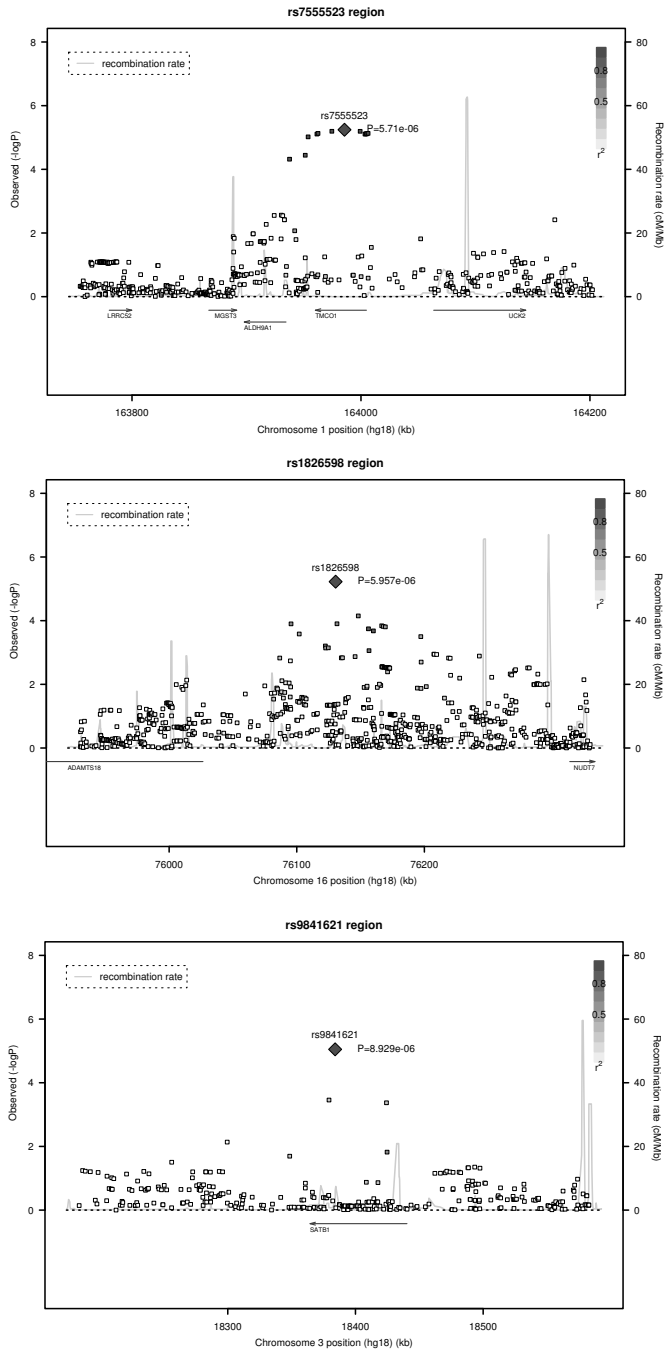 rs7555523 region
8
6
4
2
0
Observed (-logP)
80
60
40
20
0
Recombination rate (cM/Mb)
recombination rate
0.8
0.5
r²
rs7555523
P=5.71e-06
LRRC52
MGST3
ALDH9A1
TMCO1
UCK2
163800
164000
164200
Chromosome 1 position (hg18) (kb)
rs1826598 region
8
6
4
2
0
Observed (-logP)
80
60
40
20
0
Recombination rate (cM/Mb)
recombination rate
0.8
0.5
r²
rs1826598
P=5.957e-06
ADAMTS18
NUDT7
76000
76100
76200
Chromosome 16 position (hg18) (kb)
rs9841621 region
8
6
4
2
0
Observed (-logP)
80
60
40
20
0
Recombination rate (cM/Mb)
recombination rate
0.8
0.5
r²
rs9841621
P=8.929e-06
SATB1
18300
18400
18500
Chromosome 3 position (hg18) (kb)